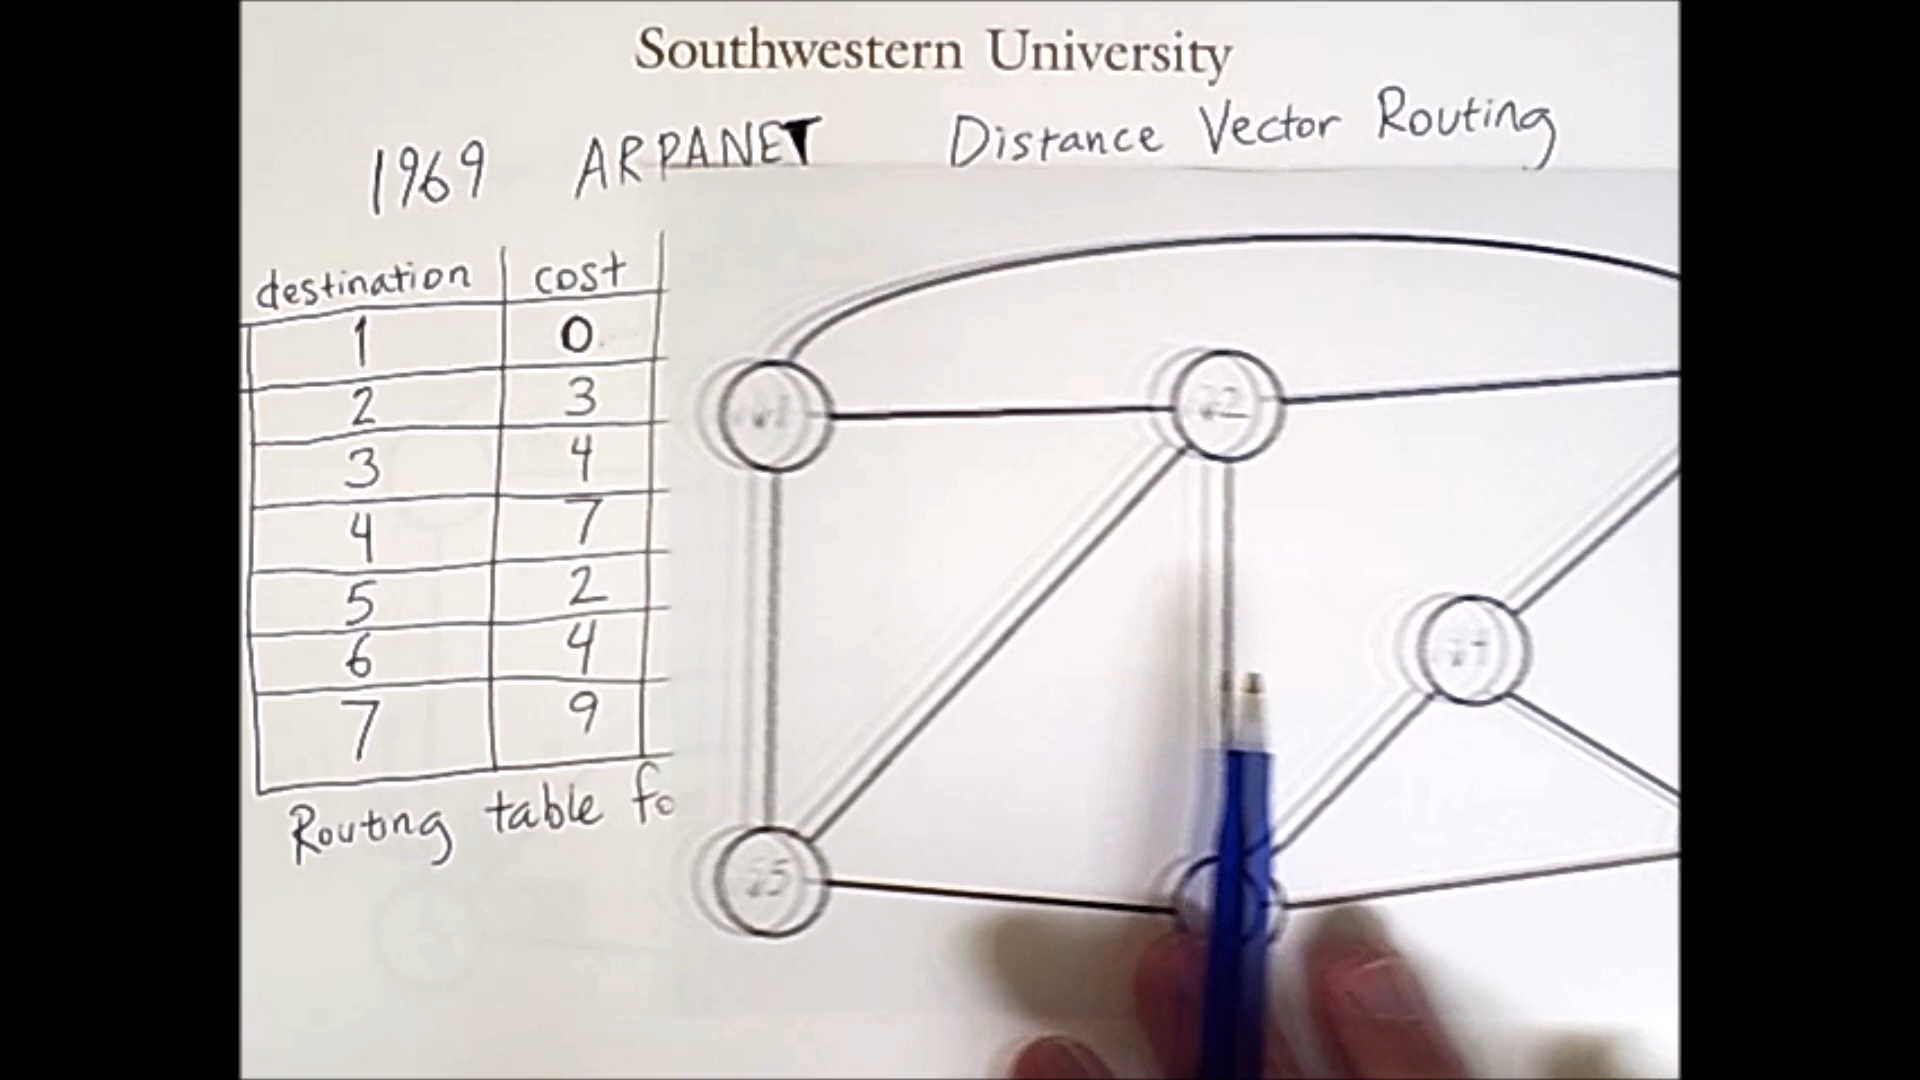 Southwestern University
1969 ARPANET Distance Vector Routing
destination cost
1 0
2 3
3 4
4 7
5 2
6 4
7 9
Routing table fo